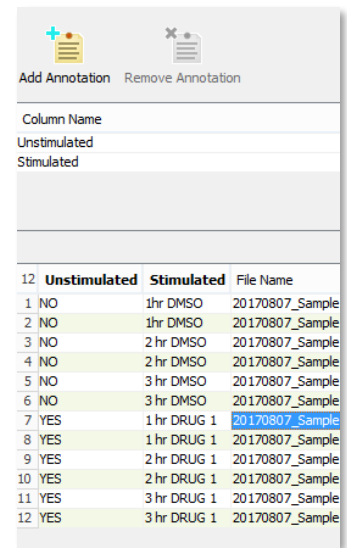 Add Annotation Remove Annotation
Column Name
Unstimulated
Stimulated
12 Unstimulated Stimulated File Name
1 NO 1hr DMSO 20170807_Sample
2 NO 1hr DMSO 20170807_Sample
3 NO 2 hr DMSO 20170807_Sample
4 NO 2 hr DMSO 20170807_Sample
5 NO 3 hr DMSO 20170807_Sample
6 NO 3 hr DMSO 20170807_Sample
7 YES 1 hr DRUG 1 20170807_Sample
8 YES 1 hr DRUG 1 20170807_Sample
9 YES 2 hr DRUG 1 20170807_Sample
10 YES 2 hr DRUG 1 20170807_Sample
11 YES 3 hr DRUG 1 20170807_Sample
12 YES 3 hr DRUG 1 20170807_Sample